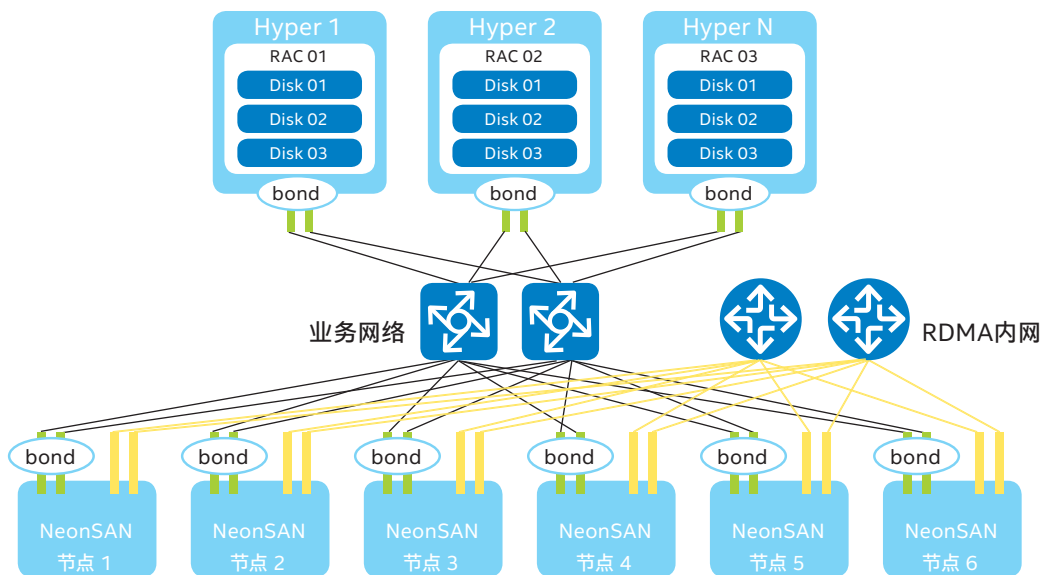 Hyper 1
RAC 01
Disk 01
Disk 02
Disk 03
bond
Hyper 2
RAC 02
Disk 01
Disk 02
Disk 03
bond
Hyper N
RAC 03
Disk 01
Disk 02
Disk 03
bond
业务网络
RDMA内网
bond
NeonSAN
节点 1
bond
NeonSAN
节点 2
bond
NeonSAN
节点 3
bond
NeonSAN
节点 4
bond
NeonSAN
节点 5
bond
NeonSAN
节点 6